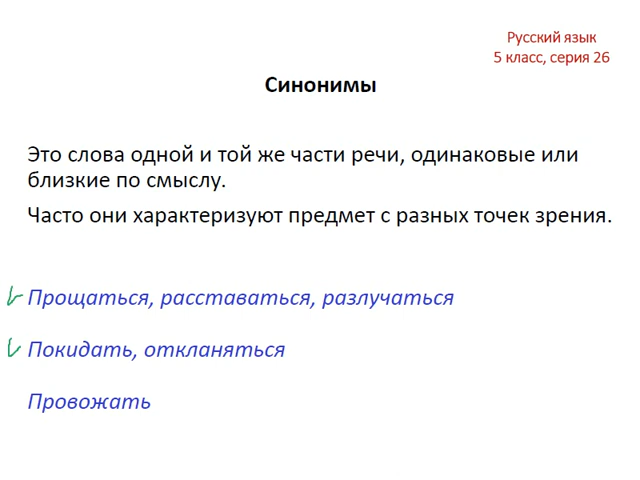 Русский язык
5 класс, серия 26
Синонимы
Это слова одной и той же части речи, одинаковые или
близкие по смыслу.
Часто они характеризуют предмет с разных точек зрения.
Прощаться, расставаться, разлучаться
Покидать, откланяться
Провожать